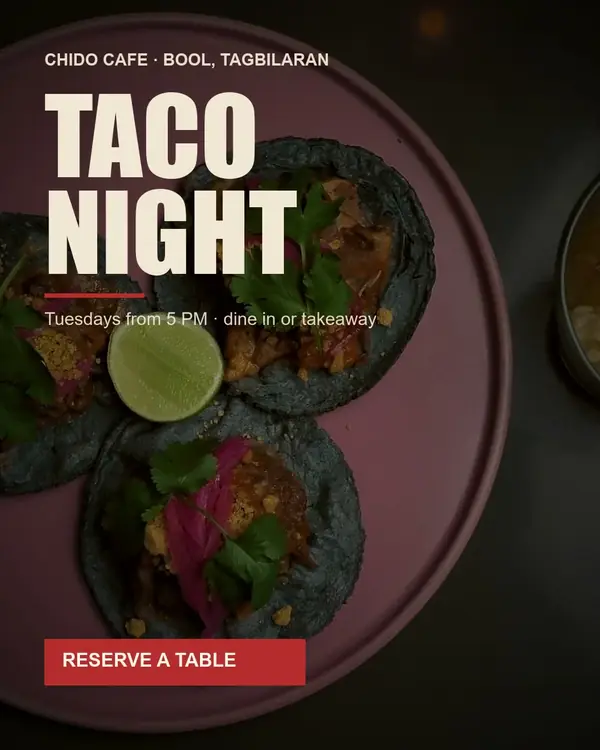 CHIDO CAFE · BOOL, TAGBILARAN
TACO
NIGHT
Tuesdays from 5 PM · dine in or takeaway
RESERVE A TABLE